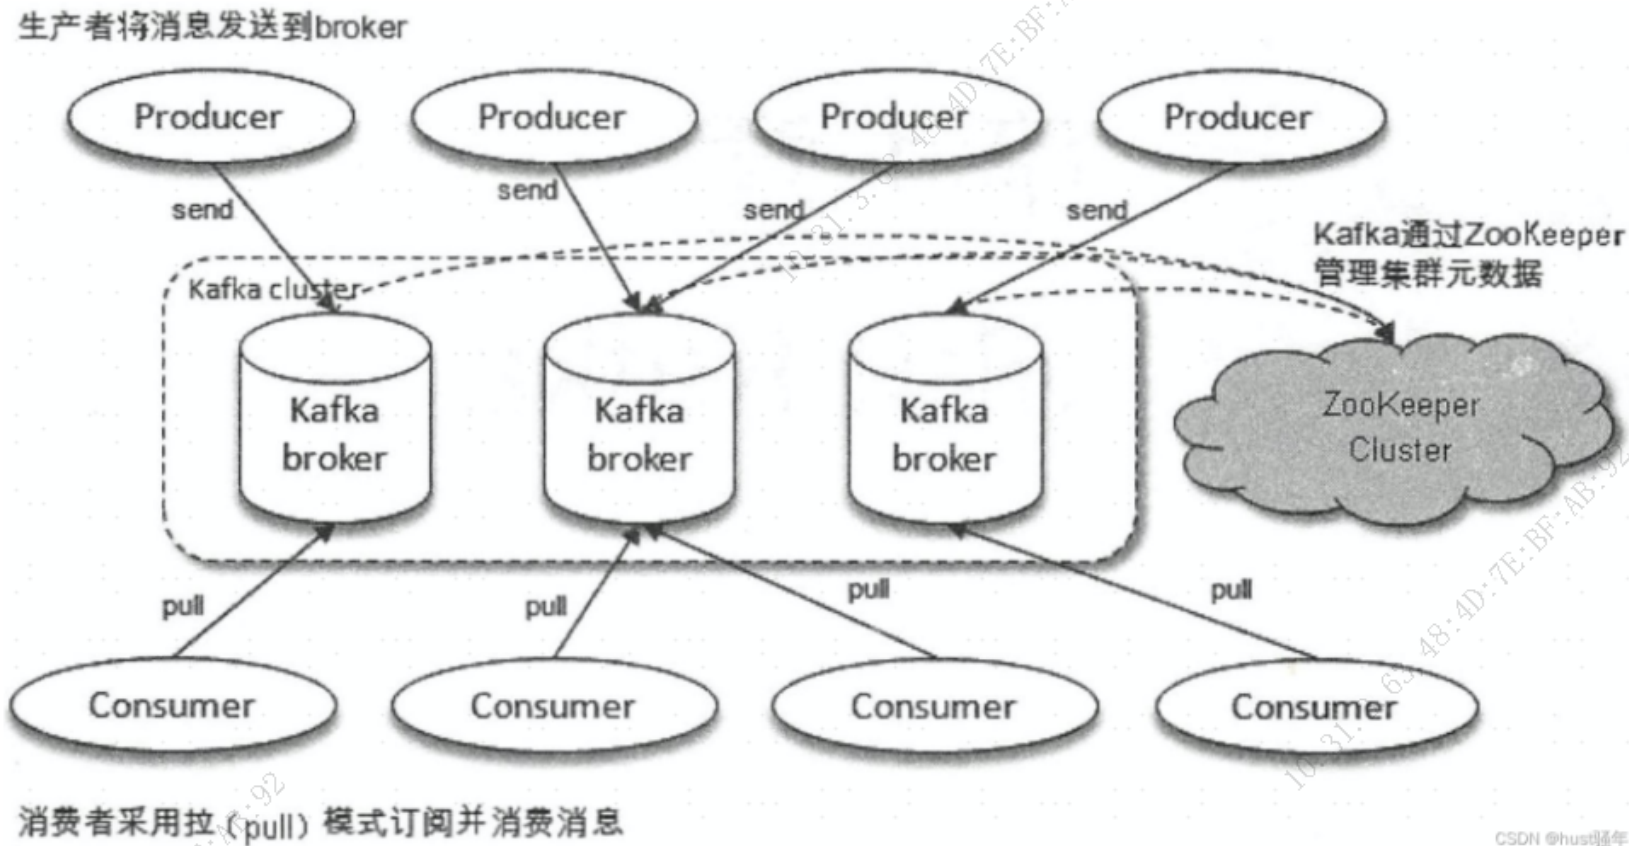 生产者将消息发送到broker
Producer
Producer
Producer
Producer
send
send
send
send
Kafka通过ZooKeeper
管理集群元数据
Kafka cluster
Kafka
broker
Kafka
broker
Kafka
broker
ZooKeeper
Cluster
pull
pull
pull
pull
Consumer
Consumer
Consumer
Consumer
消费者采用拉（pull）模式订阅并消费消息
CSDN @hust骚年